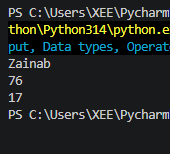 PS C:\Users\XEE\Pycharm
thon\Python314\python.e
put, Data types, Operat
Zainab
76
17
PS C:\Users\XEE\Pycharm